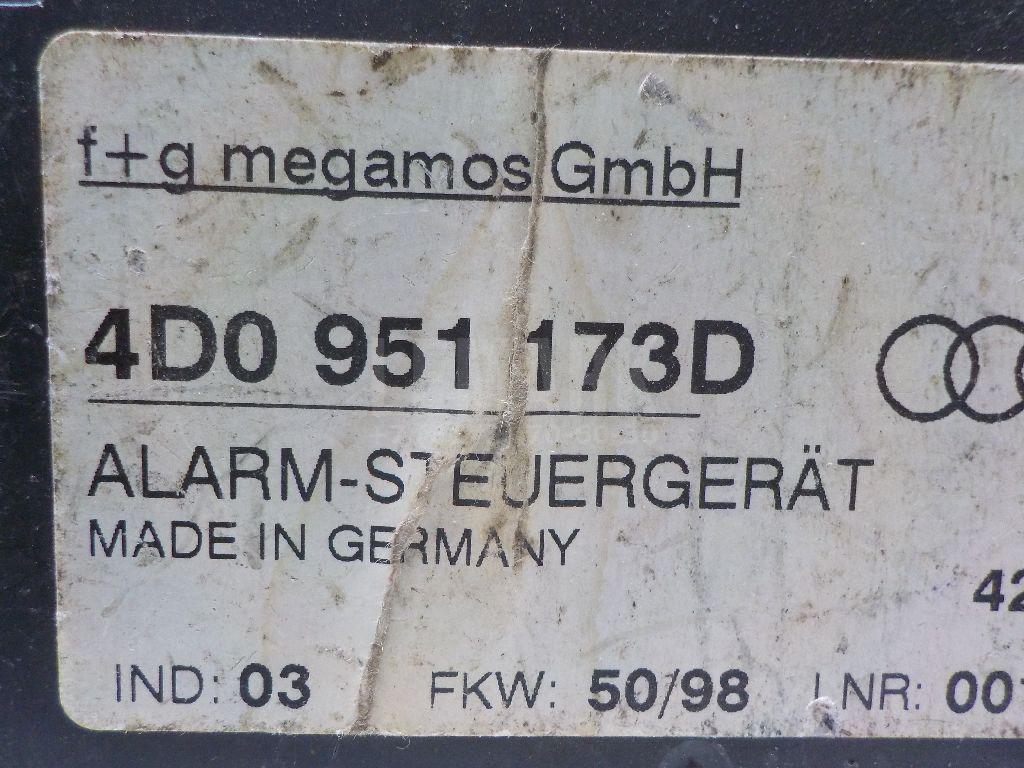 f+g megamos GmbH
4D0 951 173D
ALARM-STEUERGERÄT
MADE IN GERMANY
42
IND: 03 FKW: 50/98 LNR: 00